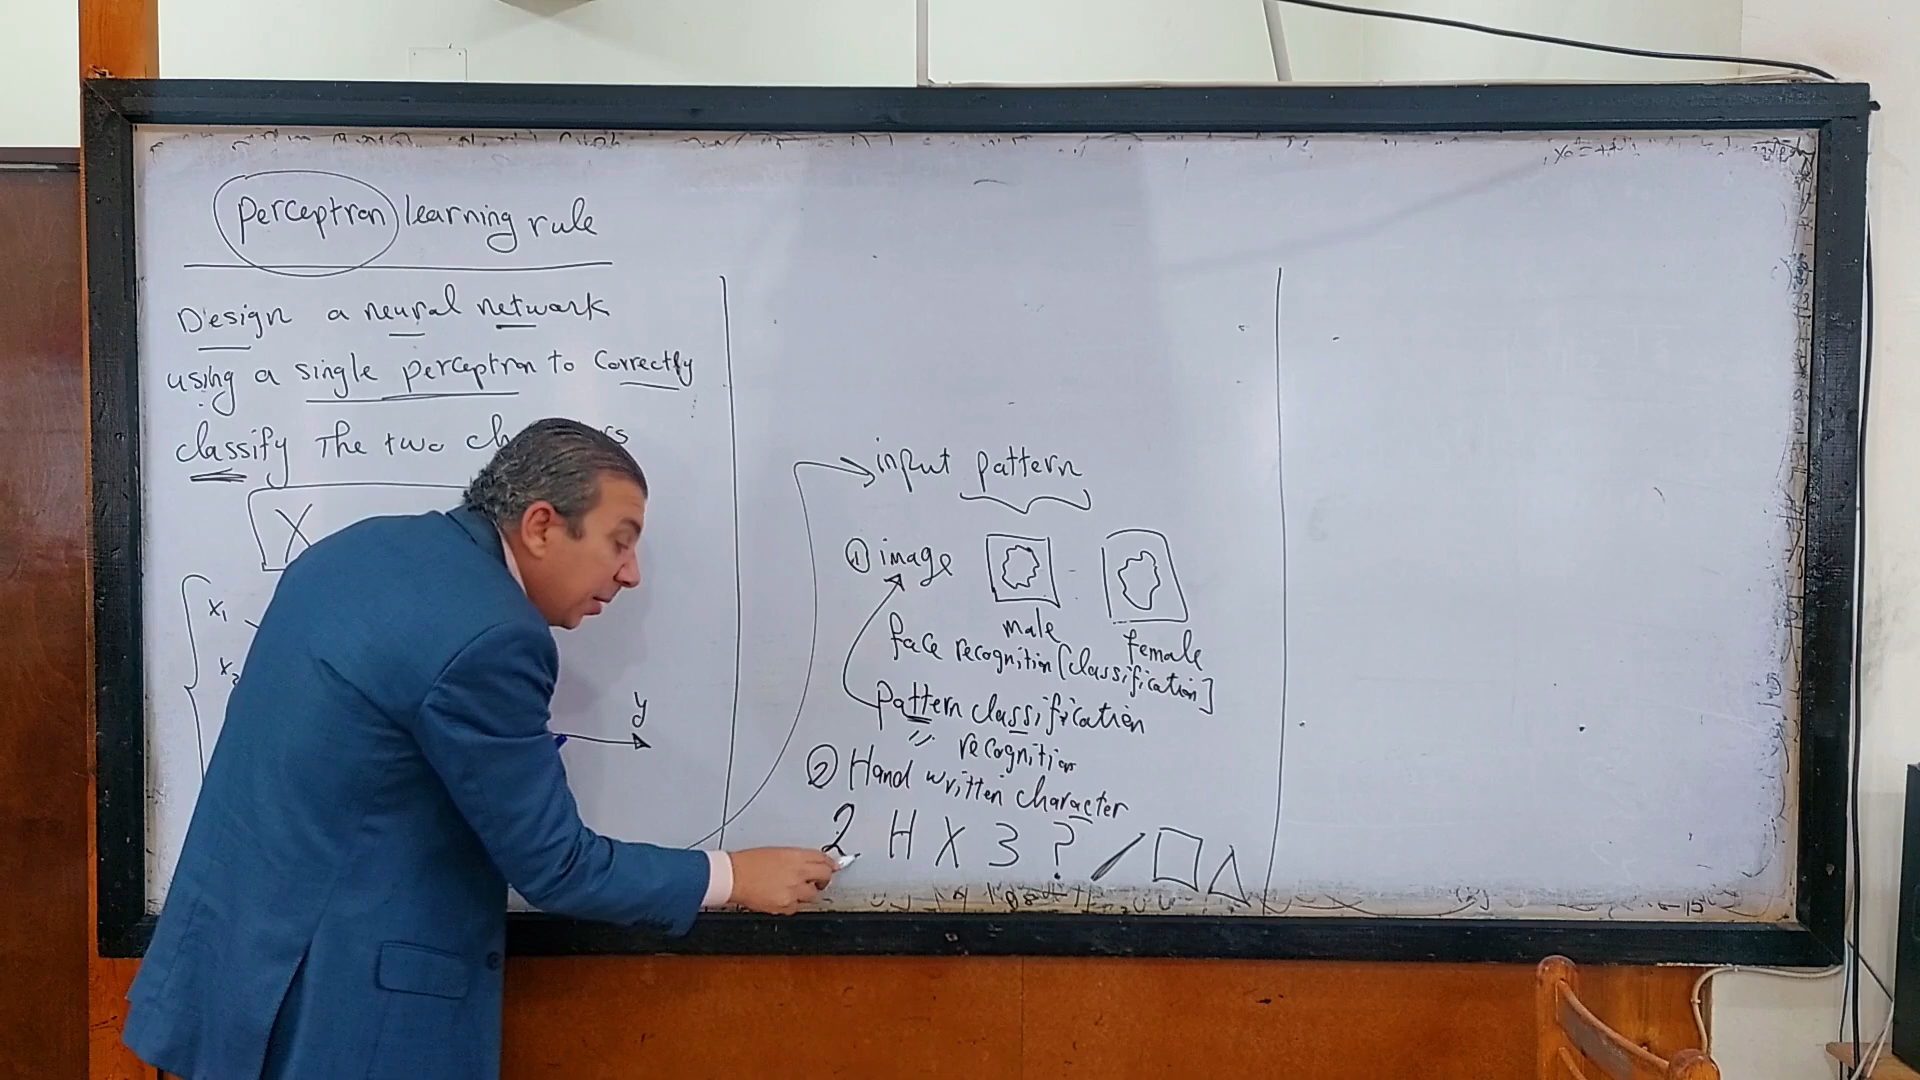 perceptron learning rule
Design a neural network
using a single perceptron to correctly
classify The two
X
x₁
x₂
y
input pattern
① image
male
female
face recognition [classification]
pattern classification
" recognition
② Hand written character
2 H X 3 ? /